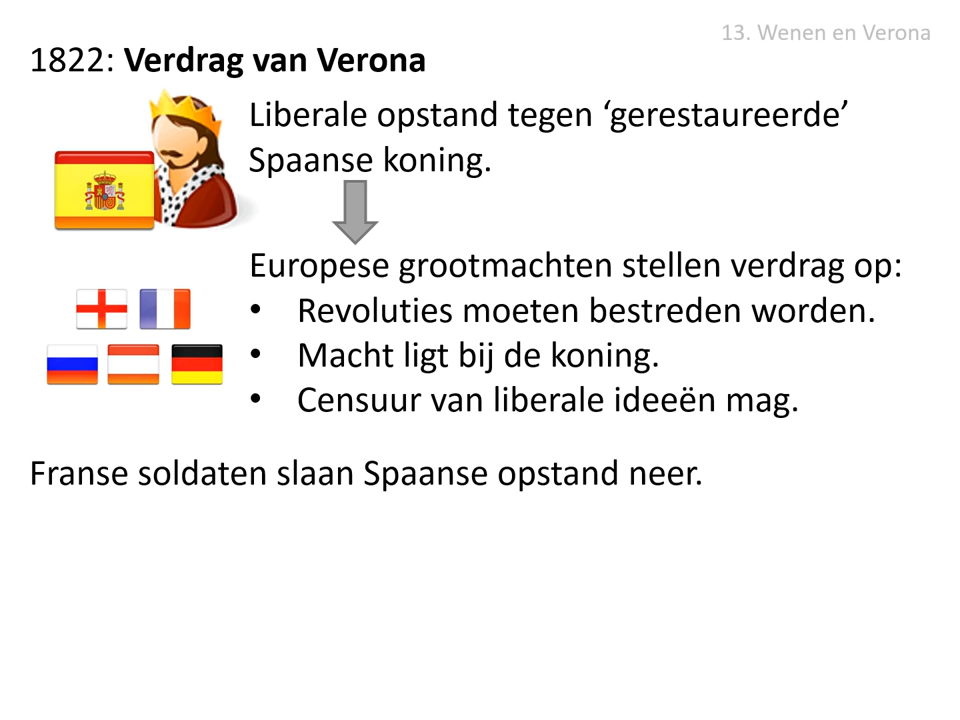 13. Wenen en Verona
1822: Verdrag van Verona
Liberale opstand tegen ‘gerestaureerde’
Spaanse koning.
Europese grootmachten stellen verdrag op:
• Revoluties moeten bestreden worden.
• Macht ligt bij de koning.
• Censuur van liberale ideeën mag.
Franse soldaten slaan Spaanse opstand neer.